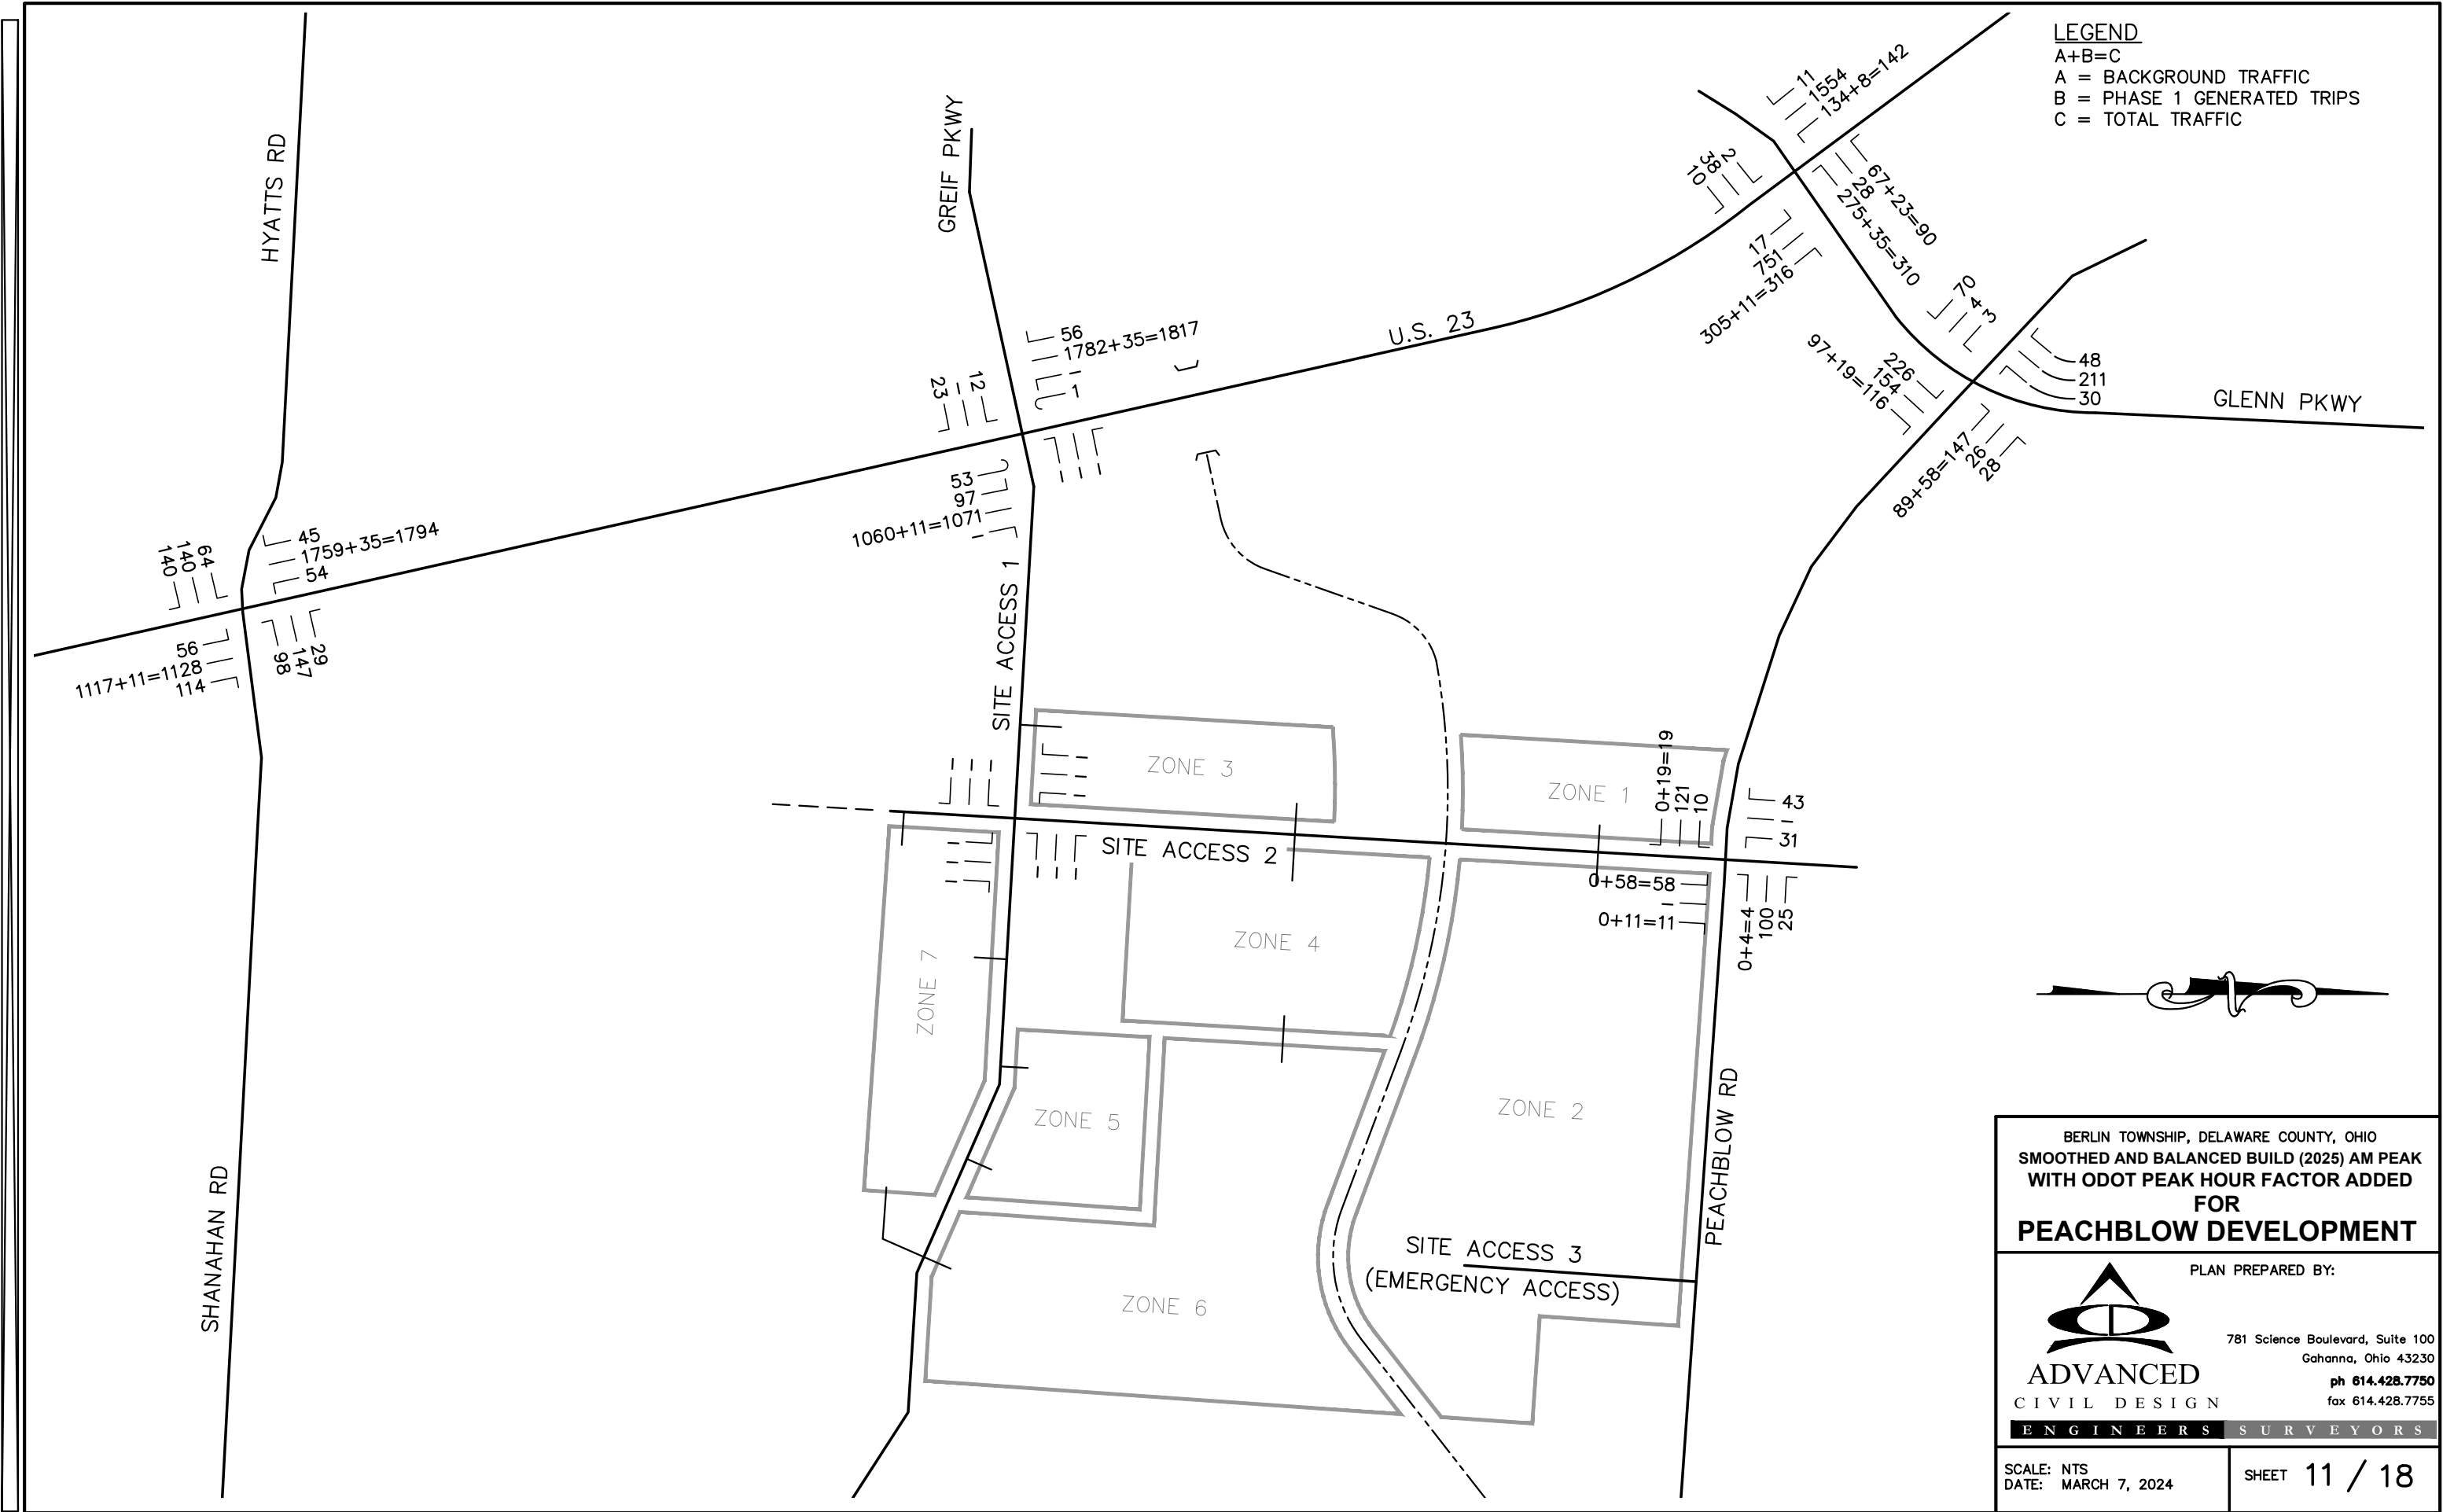 LEGEND
A+B=C
A = BACKGROUND TRAFFIC
B = PHASE 1 GENERATED TRIPS
C = TOTAL TRAFFIC
11
1554
134+8=142
2
38
10
67+23=90
28
275+35=310
17
751
305+11=316
70
4
3
226
154
97+19=116
48
211
30
GLENN PKWY
89+58=147
26
28
HYATTS RD
GREIF PKWY
U.S. 23
56
1782+35=1817
-
1
12
-
23
-
-
-
53
97
1060+11=1071
-
45
1759+35=1794
54
64
140
140
56
1117+11=1128
114
98
147
29
SITE ACCESS 1
ZONE 3
ZONE 1
0+19=19
121
10
43
-
31
-
-
-
-
-
-
-
-
-
-
-
-
SITE ACCESS 2
0+58=58
-
0+11=11
0+4=4
100
25
ZONE 4
ZONE 7
ZONE 5
ZONE 2
ZONE 6
SHANAHAN RD
PEACHBLOW RD
SITE ACCESS 3
(EMERGENCY ACCESS)
BERLIN TOWNSHIP, DELAWARE COUNTY, OHIO
SMOOTHED AND BALANCED BUILD (2025) AM PEAK
WITH ODOT PEAK HOUR FACTOR ADDED
FOR
PEACHBLOW DEVELOPMENT
PLAN PREPARED BY:
781 Science Boulevard, Suite 100
Gahanna, Ohio 43230
ph 614.428.7750
fax 614.428.7755
ADVANCED
CIVIL DESIGN
ENGINEERS SURVEYORS
SCALE: NTS
DATE: MARCH 7, 2024
SHEET 11 / 18